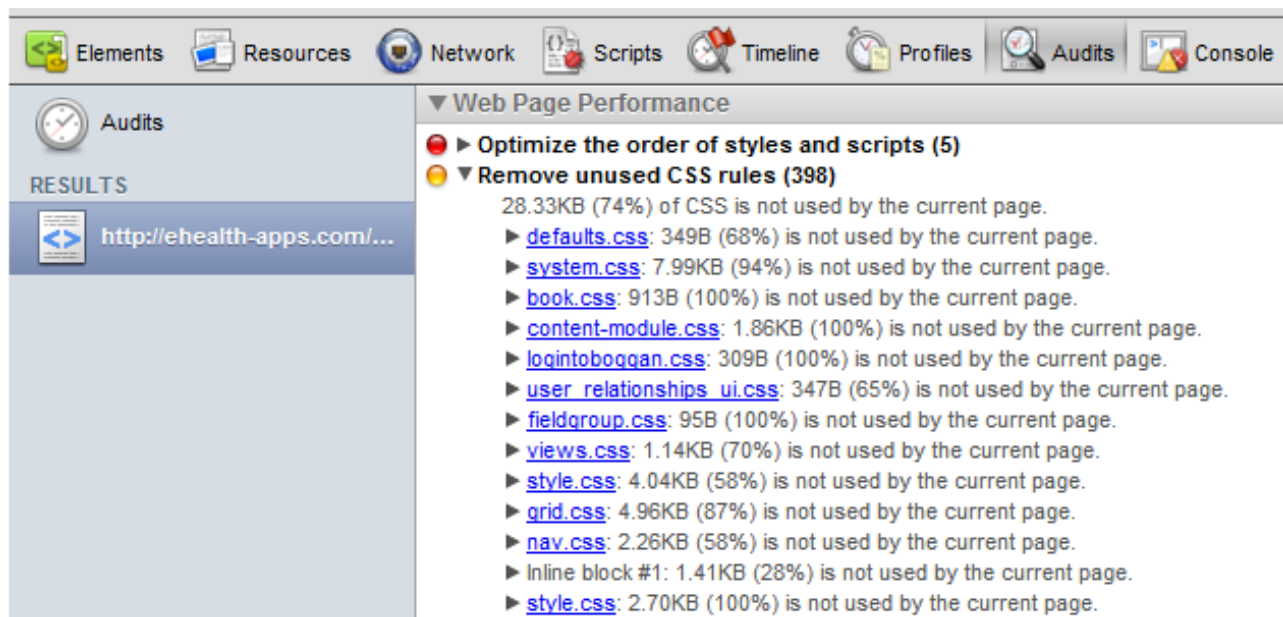 Elements Resources Network Scripts Timeline Profiles Audits Console
Audits
RESULTS
http://ehealth-apps.com/...
Web Page Performance
Optimize the order of styles and scripts (5)
Remove unused CSS rules (398)
28.33KB (74%) of CSS is not used by the current page.
defaults.css: 349B (68%) is not used by the current page.
system.css: 7.99KB (94%) is not used by the current page.
book.css: 913B (100%) is not used by the current page.
content-module.css: 1.86KB (100%) is not used by the current page.
logintoboggan.css: 309B (100%) is not used by the current page.
user_relationships_ui.css: 347B (65%) is not used by the current page.
fieldgroup.css: 95B (100%) is not used by the current page.
views.css: 1.14KB (70%) is not used by the current page.
style.css: 4.04KB (58%) is not used by the current page.
grid.css: 4.96KB (87%) is not used by the current page.
nav.css: 2.26KB (58%) is not used by the current page.
Inline block #1: 1.41KB (28%) is not used by the current page.
style.css: 2.70KB (100%) is not used by the current page.